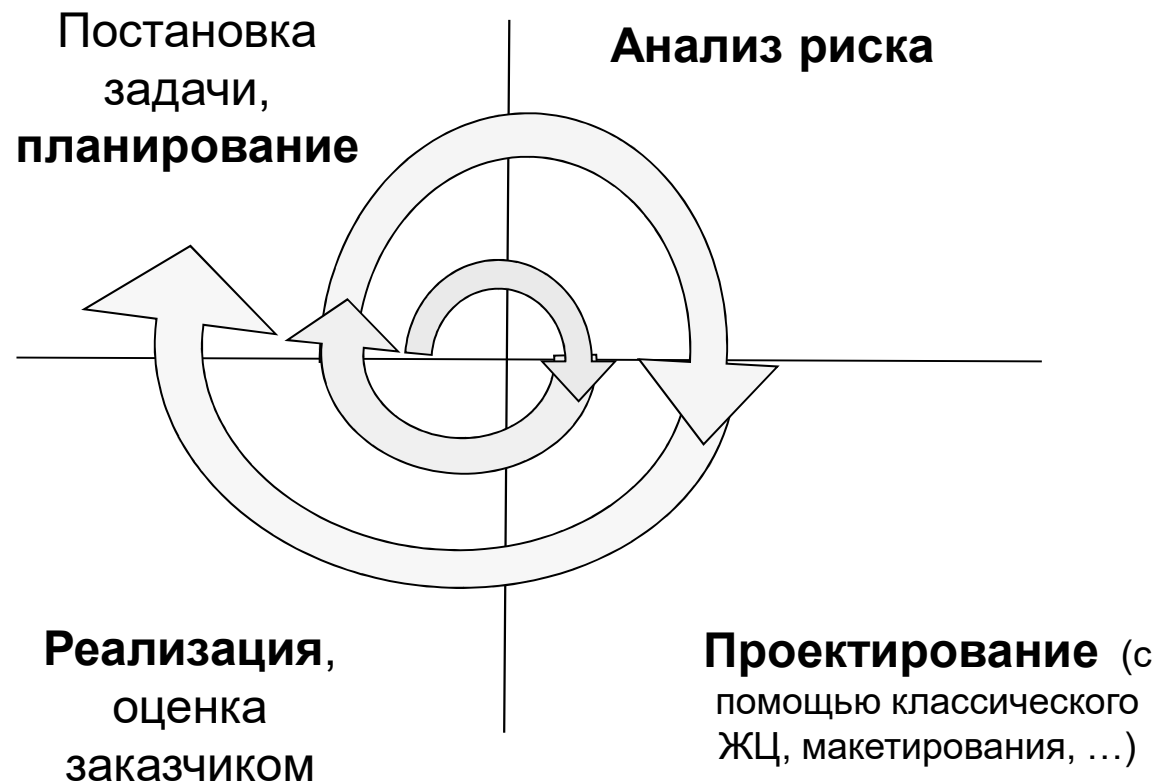 Постановка
задачи,
планирование
Анализ риска
Реализация,
оценка
заказчиком
Проектирование (с
помощью классического
ЖЦ, макетирования, …)